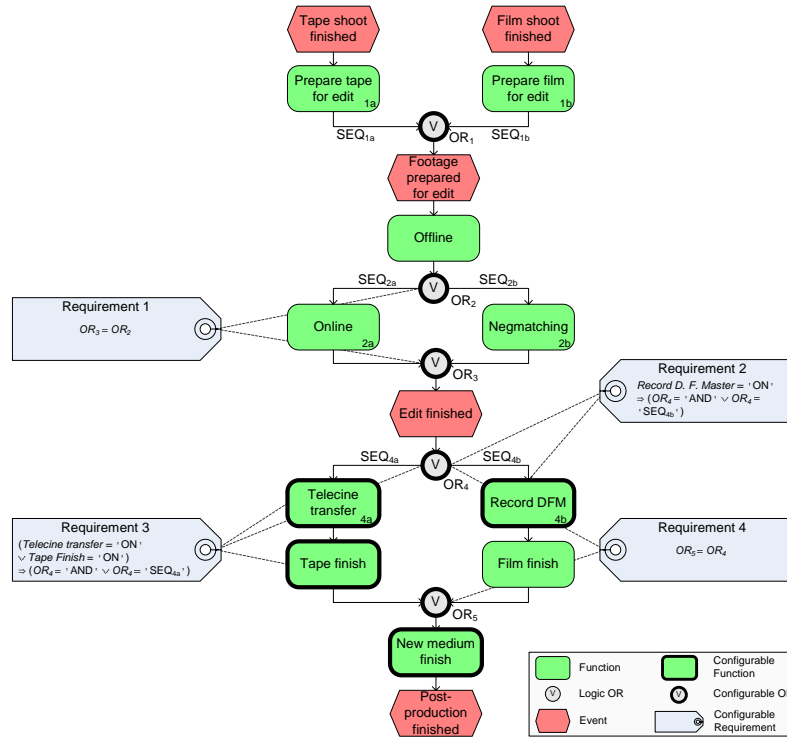 Tape shoot
finished
Film shoot
finished
Prepare tape
for edit
1a
Prepare film
for edit
1b
V
SEQ1a
OR1
SEQ1b
Footage
prepared
for edit
Offline
SEQ2a
V
SEQ2b
OR2
Requirement 1
OR3 = OR2
Online
2a
Negmatching
2b
V
OR3
Requirement 2
Record D. F. Master = 'ON'
⇒ (OR4 = 'AND' ∨ OR4 =
'SEQ4b')
Edit finished
SEQ4a
V
SEQ4b
OR4
Telecine
transfer
4a
Record DFM
4b
Requirement 3
(Telecine transfer = 'ON'
∨ Tape Finish = 'ON')
⇒ (OR4 = 'AND' ∨ OR4 = 'SEQ4a')
Requirement 4
OR5 = OR4
Tape finish
Film finish
V
OR5
New medium
finish
Post-
production
finished
Function
Configurable
Function
V
Logic OR
V
Configurable O
Event
Configurable
Requirement